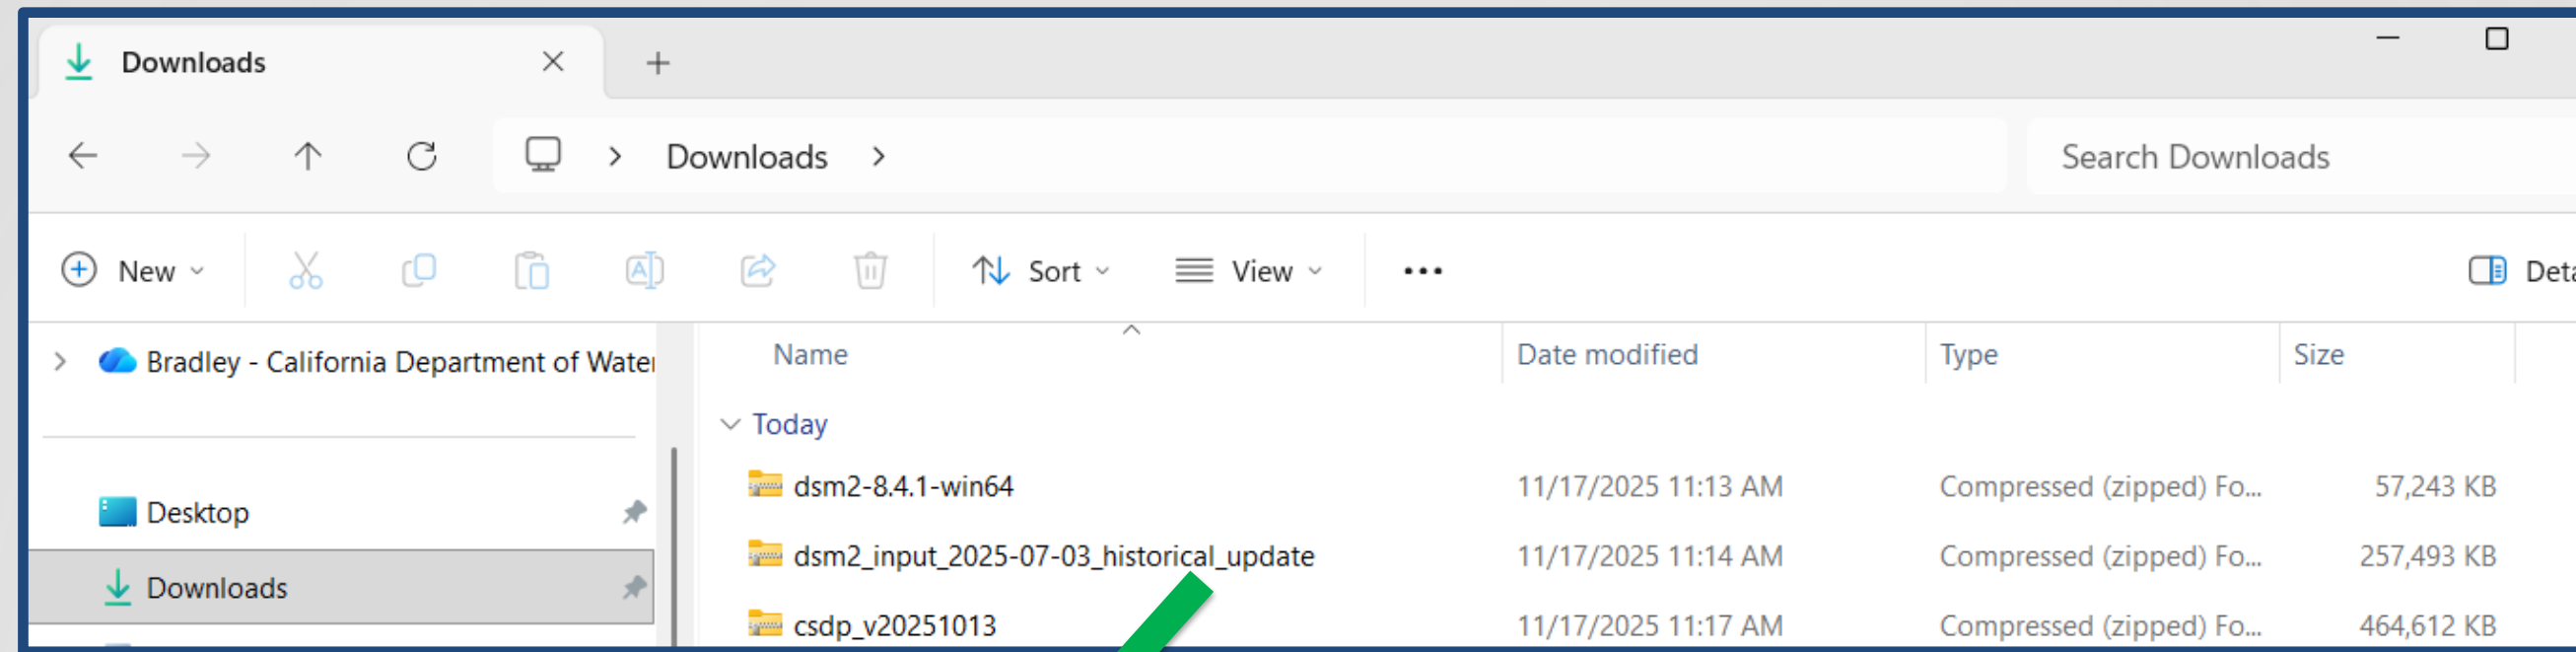 Downloads
Downloads
Search Downloads
New
Sort
View
Deta
Bradley - California Department of Water
Name
Date modified
Type
Size
Today
dsm2-8.4.1-win64 11/17/2025 11:13 AM Compressed (zipped) Fo... 57,243 KB
Desktop
dsm2_input_2025-07-03_historical_update 11/17/2025 11:14 AM Compressed (zipped) Fo... 257,493 KB
Downloads
csdp_v20251013 11/17/2025 11:17 AM Compressed (zipped) Fo... 464,612 KB